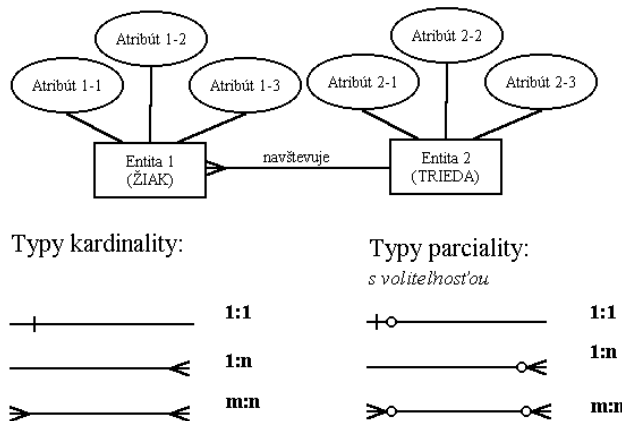 Atribút 1-2
Atribút 2-2
Atribút 1-1
Atribút 1-3
Atribút 2-1
Atribút 2-3
Entita 1
(ŽIAK)
navštevuje
Entita 2
(TRIEDA)
Typy kardinality:
1:1
1:n
m:n
Typy parciality:
s voliteľnosťou
1:1
1:n
m:n